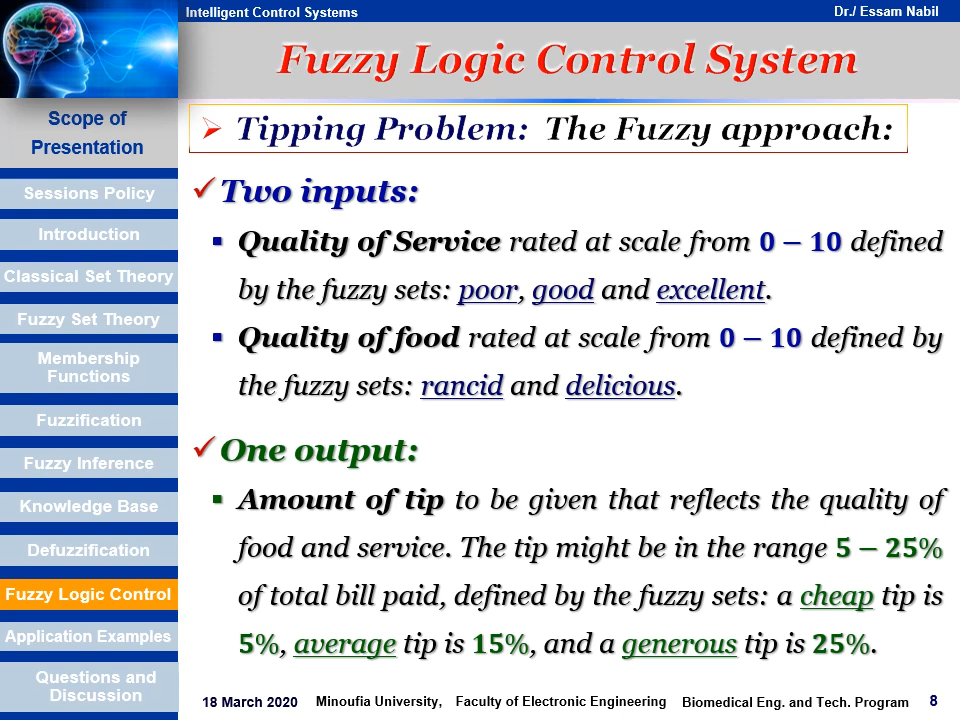 Intelligent Control Systems
Dr./ Essam Nabil
Fuzzy Logic Control System
Scope of
Presentation
Sessions Policy
Introduction
Classical Set Theory
Fuzzy Set Theory
Membership
Functions
Fuzzification
Fuzzy Inference
Knowledge Base
Defuzzification
Fuzzy Logic Control
Application Examples
Questions and
Discussion
➢ Tipping Problem: The Fuzzy approach:
✓ Two inputs:
▪ Quality of Service rated at scale from 0 – 10 defined
by the fuzzy sets: poor, good and excellent.
▪ Quality of food rated at scale from 0 – 10 defined by
the fuzzy sets: rancid and delicious.
✓ One output:
▪ Amount of tip to be given that reflects the quality of
food and service. The tip might be in the range 5 – 25%
of total bill paid, defined by the fuzzy sets: a cheap tip is
5%, average tip is 15%, and a generous tip is 25%.
18 March 2020 Minoufia University, Faculty of Electronic Engineering Biomedical Eng. and Tech. Program 8